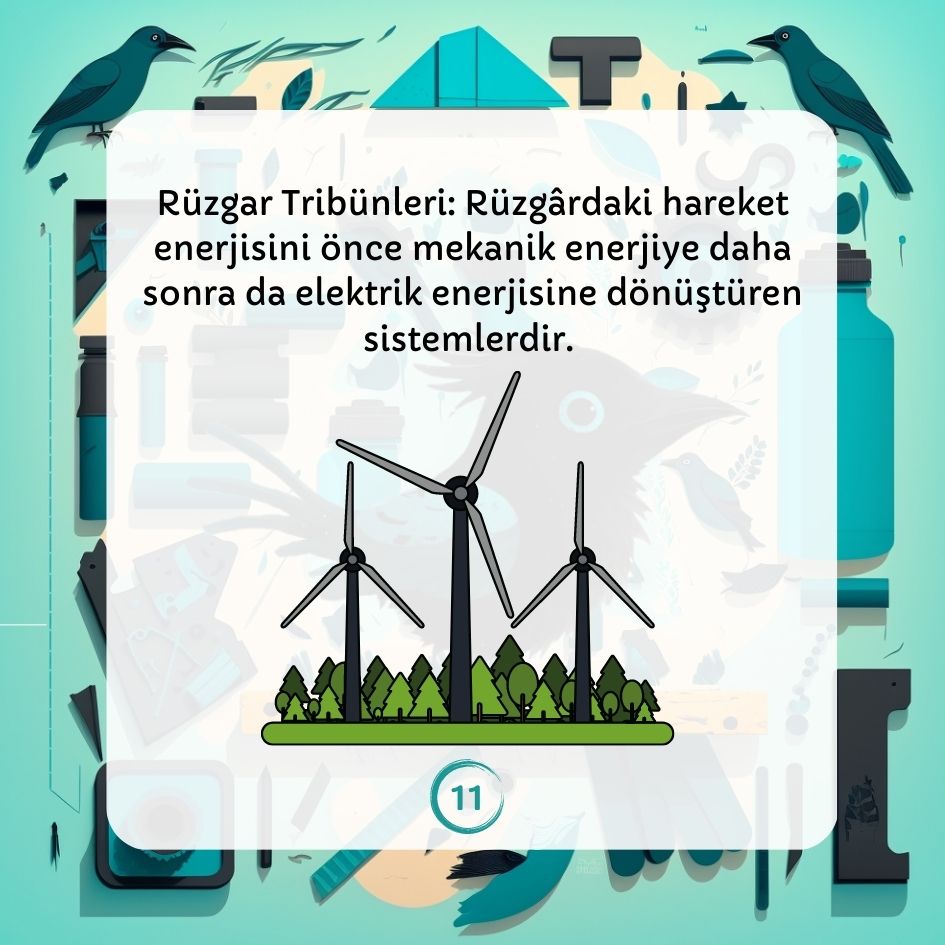 Rüzgar Tribünleri: Rüzgârdaki hareket
enerjisini önce mekanik enerjiye daha
sonra da elektrik enerjisine dönüştüren
sistemlerdir.
11